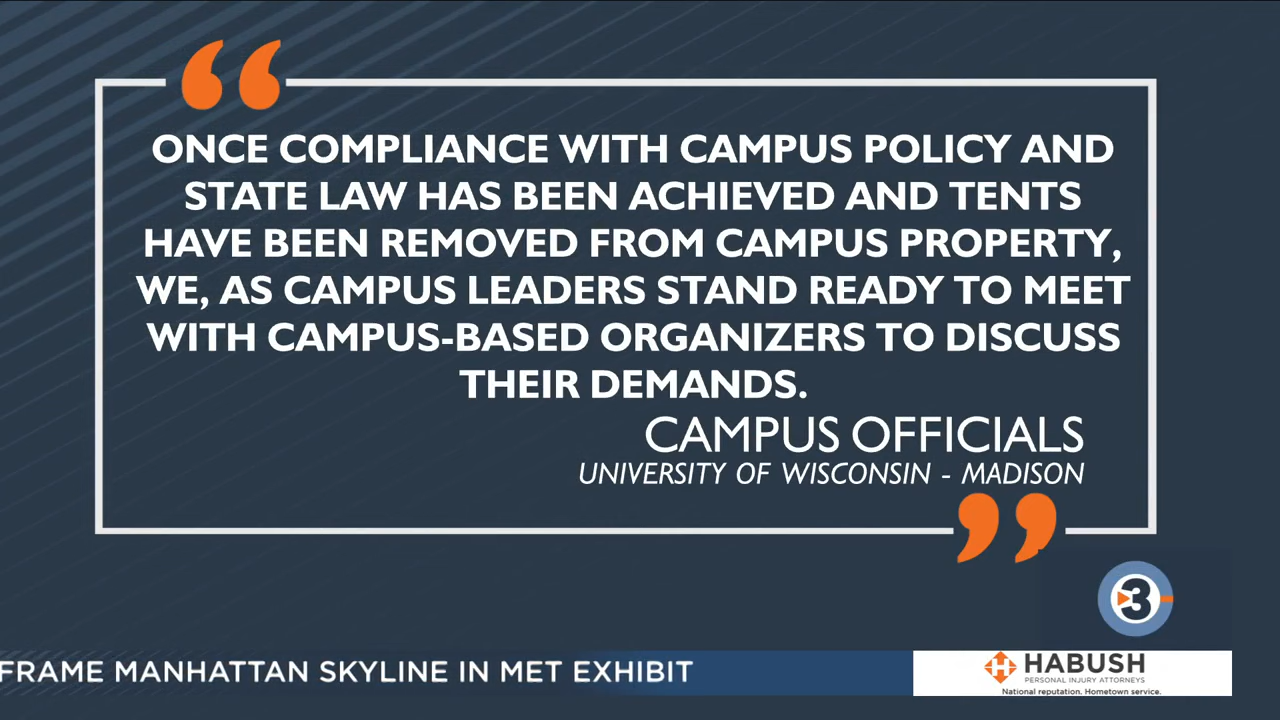 ONCE COMPLIANCE WITH CAMPUS POLICY AND
STATE LAW HAS BEEN ACHIEVED AND TENTS
HAVE BEEN REMOVED FROM CAMPUS PROPERTY,
WE, AS CAMPUS LEADERS STAND READY TO MEET
WITH CAMPUS-BASED ORGANIZERS TO DISCUSS
THEIR DEMANDS.
CAMPUS OFFICIALS
UNIVERSITY OF WISCONSIN - MADISON
3
FRAME MANHATTAN SKYLINE IN MET EXHIBIT
HABUSH
PERSONAL INJURY ATTORNEYS
National reputation. Hometown service.